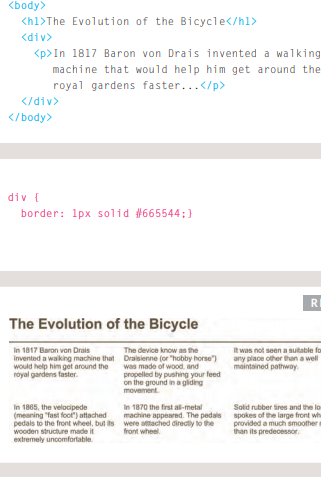 <body>
<h1>The Evolution of the Bicycle</h1>
<div>
<p>In 1817 Baron von Drais invented a walking
machine that would help him get around the
royal gardens faster...</p>
</div>
</body>
div {
border: 1px solid #665544;}
The Evolution of the Bicycle
In 1817 Baron von Drais
invented a walking machine that
would help him get around the
royal gardens faster.
The device know as the
Draisienne (or "hobby horse")
was made of wood, and
propelled by pushing your feed
on the ground in a gliding
movement.
It was not seen a suitable
any place other than a well
maintained pathway.
In 1865, the velocipede
(meaning "fast foot") attached
pedals to the front wheel, but its
wooden structure made it
extremely uncomfortable.
In 1870 the first all-metal
machine appeared. The pedals
were atttached directly to the
front wheel.
Solid rubber tires and the
spokes of the large front
provided a much smoother
than its predecessor.